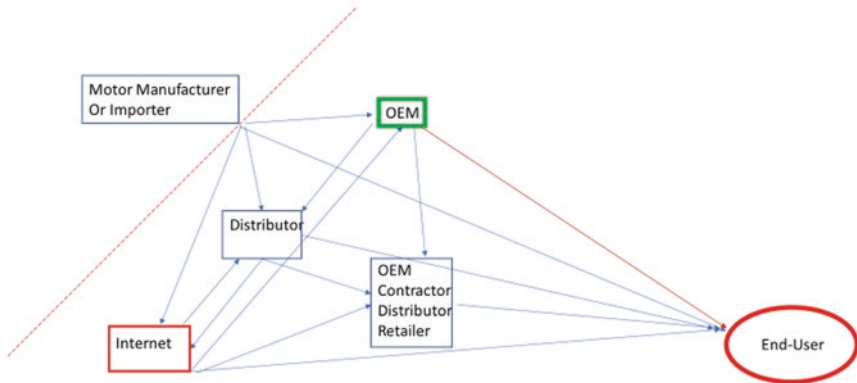 Motor Manufacturer
Or Importer
OEM
Distributor
OEM
Contractor
Distributor
Retailer
Internet
End-User